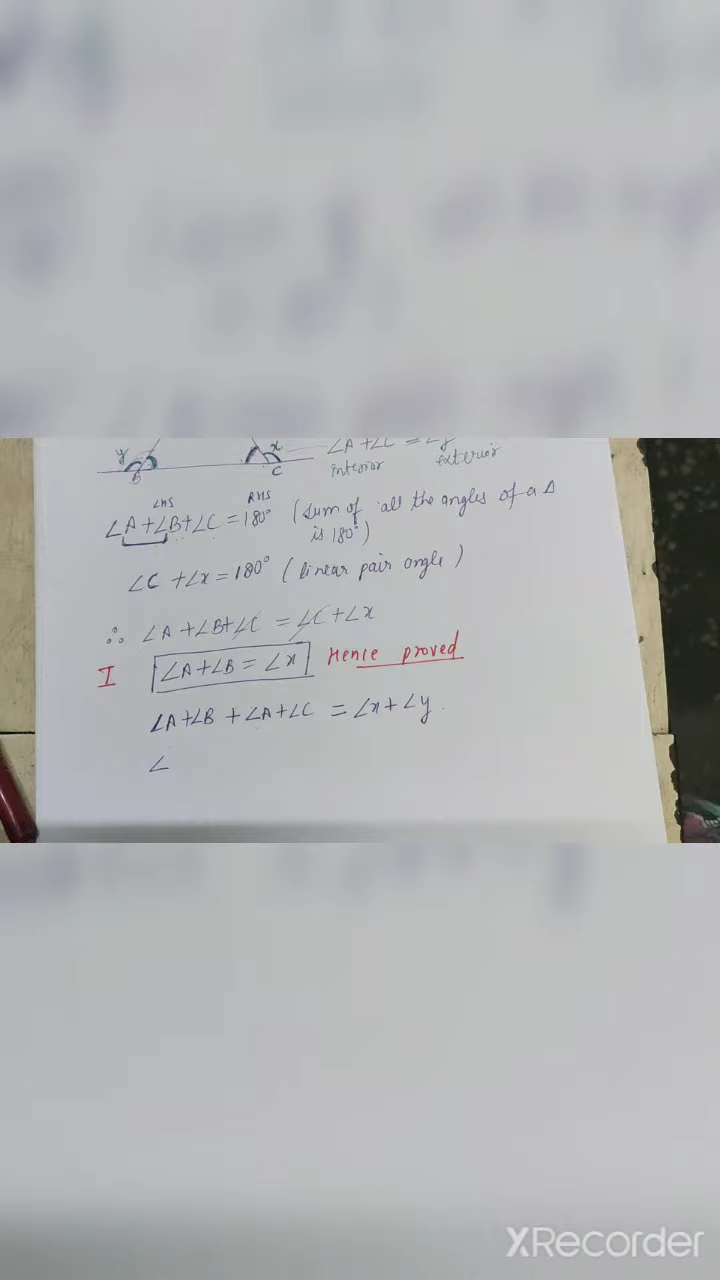 ∠A + ∠C = ∠y
y x interior exterior
B C
LHS RHS
∠A + ∠B + ∠C = 180° (sum of all the angles of a Δ
is 180°)
∠C + ∠x = 180° (linear pair angle)
∴ ∠A + ∠B + ∠C = ∠C + ∠x
I ∠A + ∠B = ∠x Hence proved
∠A + ∠B + ∠A + ∠C = ∠x + ∠y.
∠
XRecorder